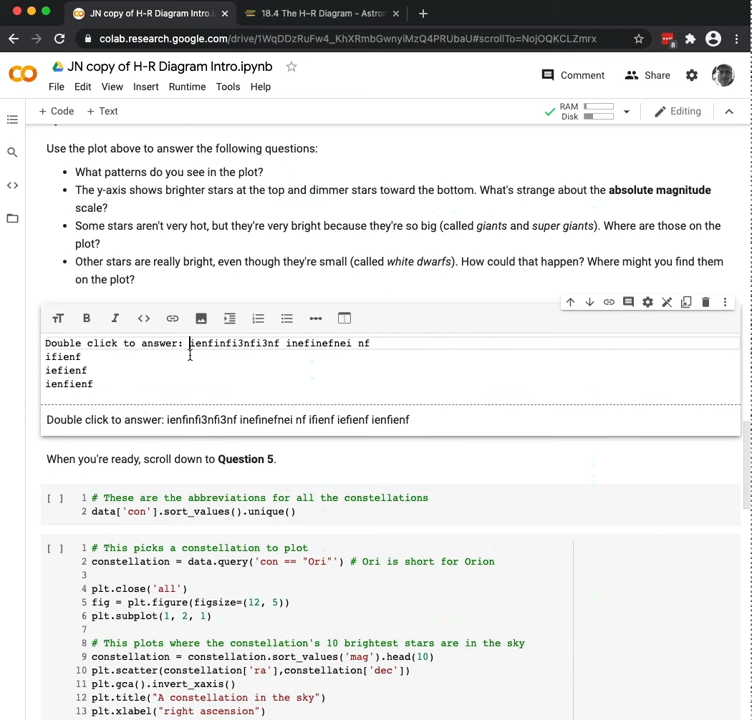 JN copy of H-R Diagram Intro.i
18.4 The H–R Diagram - Astro
colab.research.google.com/drive/1WqDDzRuFw4_KhXRmbGwnyIMzQ4PRUbaU#scrollTo=NojOQKCLZmrx
JN copy of H-R Diagram Intro.ipynb
File Edit View Insert Runtime Tools Help
Comment Share
+ Code + Text
RAM
Disk
Editing
Use the plot above to answer the following questions:
• What patterns do you see in the plot?
• The y-axis shows brighter stars at the top and dimmer stars toward the bottom. What's strange about the absolute magnitude
scale?
• Some stars aren't very hot, but they're very bright because they're so big (called giants and super giants). Where are those on the
plot?
• Other stars are really bright, even though they're small (called white dwarfs). How could that happen? Where might you find them
on the plot?
Double click to answer: ienfinfi3nfi3nf inefinefnei nf
ifienf
iefienf
ienfienf
Double click to answer: ienfinfi3nfi3nf inefinefnei nf ifienf iefienf ienfienf
When you're ready, scroll down to Question 5.
[ ] 1 # These are the abbreviations for all the constellations
2 data['con'].sort_values().unique()
[ ] 1 # This picks a constellation to plot
2 constellation = data.query('con == "Ori"') # Ori is short for Orion
3
4 plt.close('all')
5 fig = plt.figure(figsize=(12, 5))
6 plt.subplot(1, 2, 1)
7
8 # This plots where the constellation's 10 brightest stars are in the sky
9 constellation = constellation.sort_values('mag').head(10)
10 plt.scatter(constellation['ra'],constellation['dec'])
11 plt.gca().invert_xaxis()
12 plt.title("A constellation in the sky")
13 plt.xlabel("right ascension")